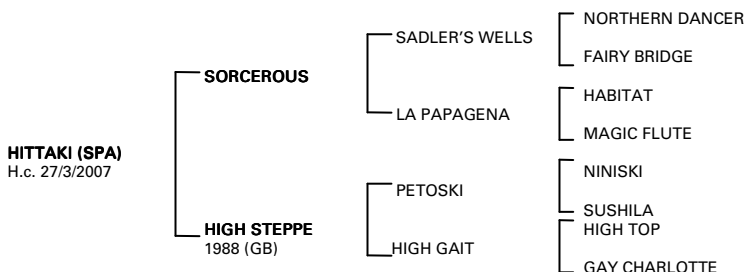 NORTHERN DANCER
SADLER'S WELLS
FAIRY BRIDGE
SORCEROUS
HABITAT
LA PAPAGENA
MAGIC FLUTE
HITTAKI (SPA)
H.c. 27/3/2007
NINISKI
PETOSKI
SUSHILA
HIGH STEPPE
1988 (GB)
HIGH TOP
HIGH GAIT
GAY CHARLOTTE